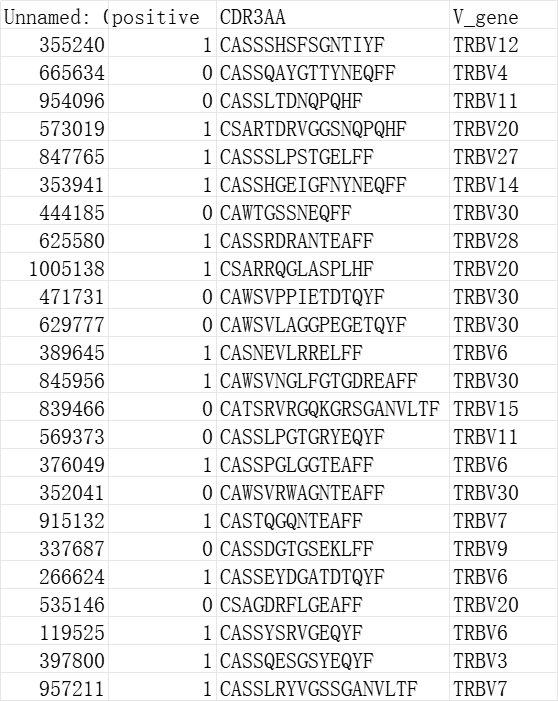 Unnamed: ( positive CDR3AA V_gene
355240 1 CASSSHSFSGNTIYF TRBV12
665634 0 CASSQAYGTTYNEQFF TRBV4
954096 0 CASSLTDNQPQHF TRBV11
573019 1 CSARTDRVGGSNQPQHF TRBV20
847765 1 CASSSLPSTGELFF TRBV27
353941 1 CASSHGEIGFNYNEQFF TRBV14
444185 0 CAWTGSSNEQFF TRBV30
625580 1 CASSRDRANTEAFF TRBV28
1005138 1 CSARRQGLASPLHF TRBV20
471731 0 CAWSVPPIETDTQYF TRBV30
629777 0 CAWSVLAGGPEGETQYF TRBV30
389645 1 CASNEVLRRELFF TRBV6
845956 1 CAWSVNGLFGTGDREAFF TRBV30
839466 0 CATSRVRGQKGRSGANVLTF TRBV15
569373 0 CASSLPGTGRYEQYF TRBV11
376049 1 CASSPGLGGTEAFF TRBV6
352041 0 CAWSVRWAGNTEAFF TRBV30
915132 1 CASTQGQNTEAFF TRBV7
337687 0 CASSDGTGSEKLFF TRBV9
266624 1 CASSEYDGATDTQYF TRBV6
535146 0 CSAGDRFLGEAFF TRBV20
119525 1 CASSYSRVGEQYF TRBV6
397800 1 CASSQESGSYEQYF TRBV3
957211 1 CASSLRYVGSSGANVLTF TRBV7